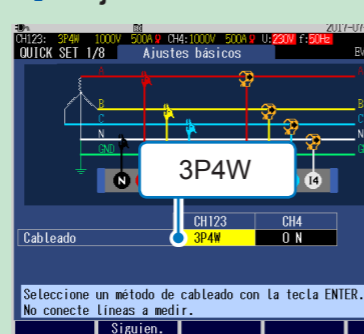 2017-07
CH123: 3P4W 1000V 500A CH4:1000V 500A U:230V f:50Hz
QUICK SET 1/8 Ajustes básicos EV
A A
B B
C C
N N
GND G
N I4
3P4W
CH123 CH4
Cableado 3P4W ON
Seleccione un método de cableado con la tecla ENTER.
No conecte líneas a medir.
Siguien.